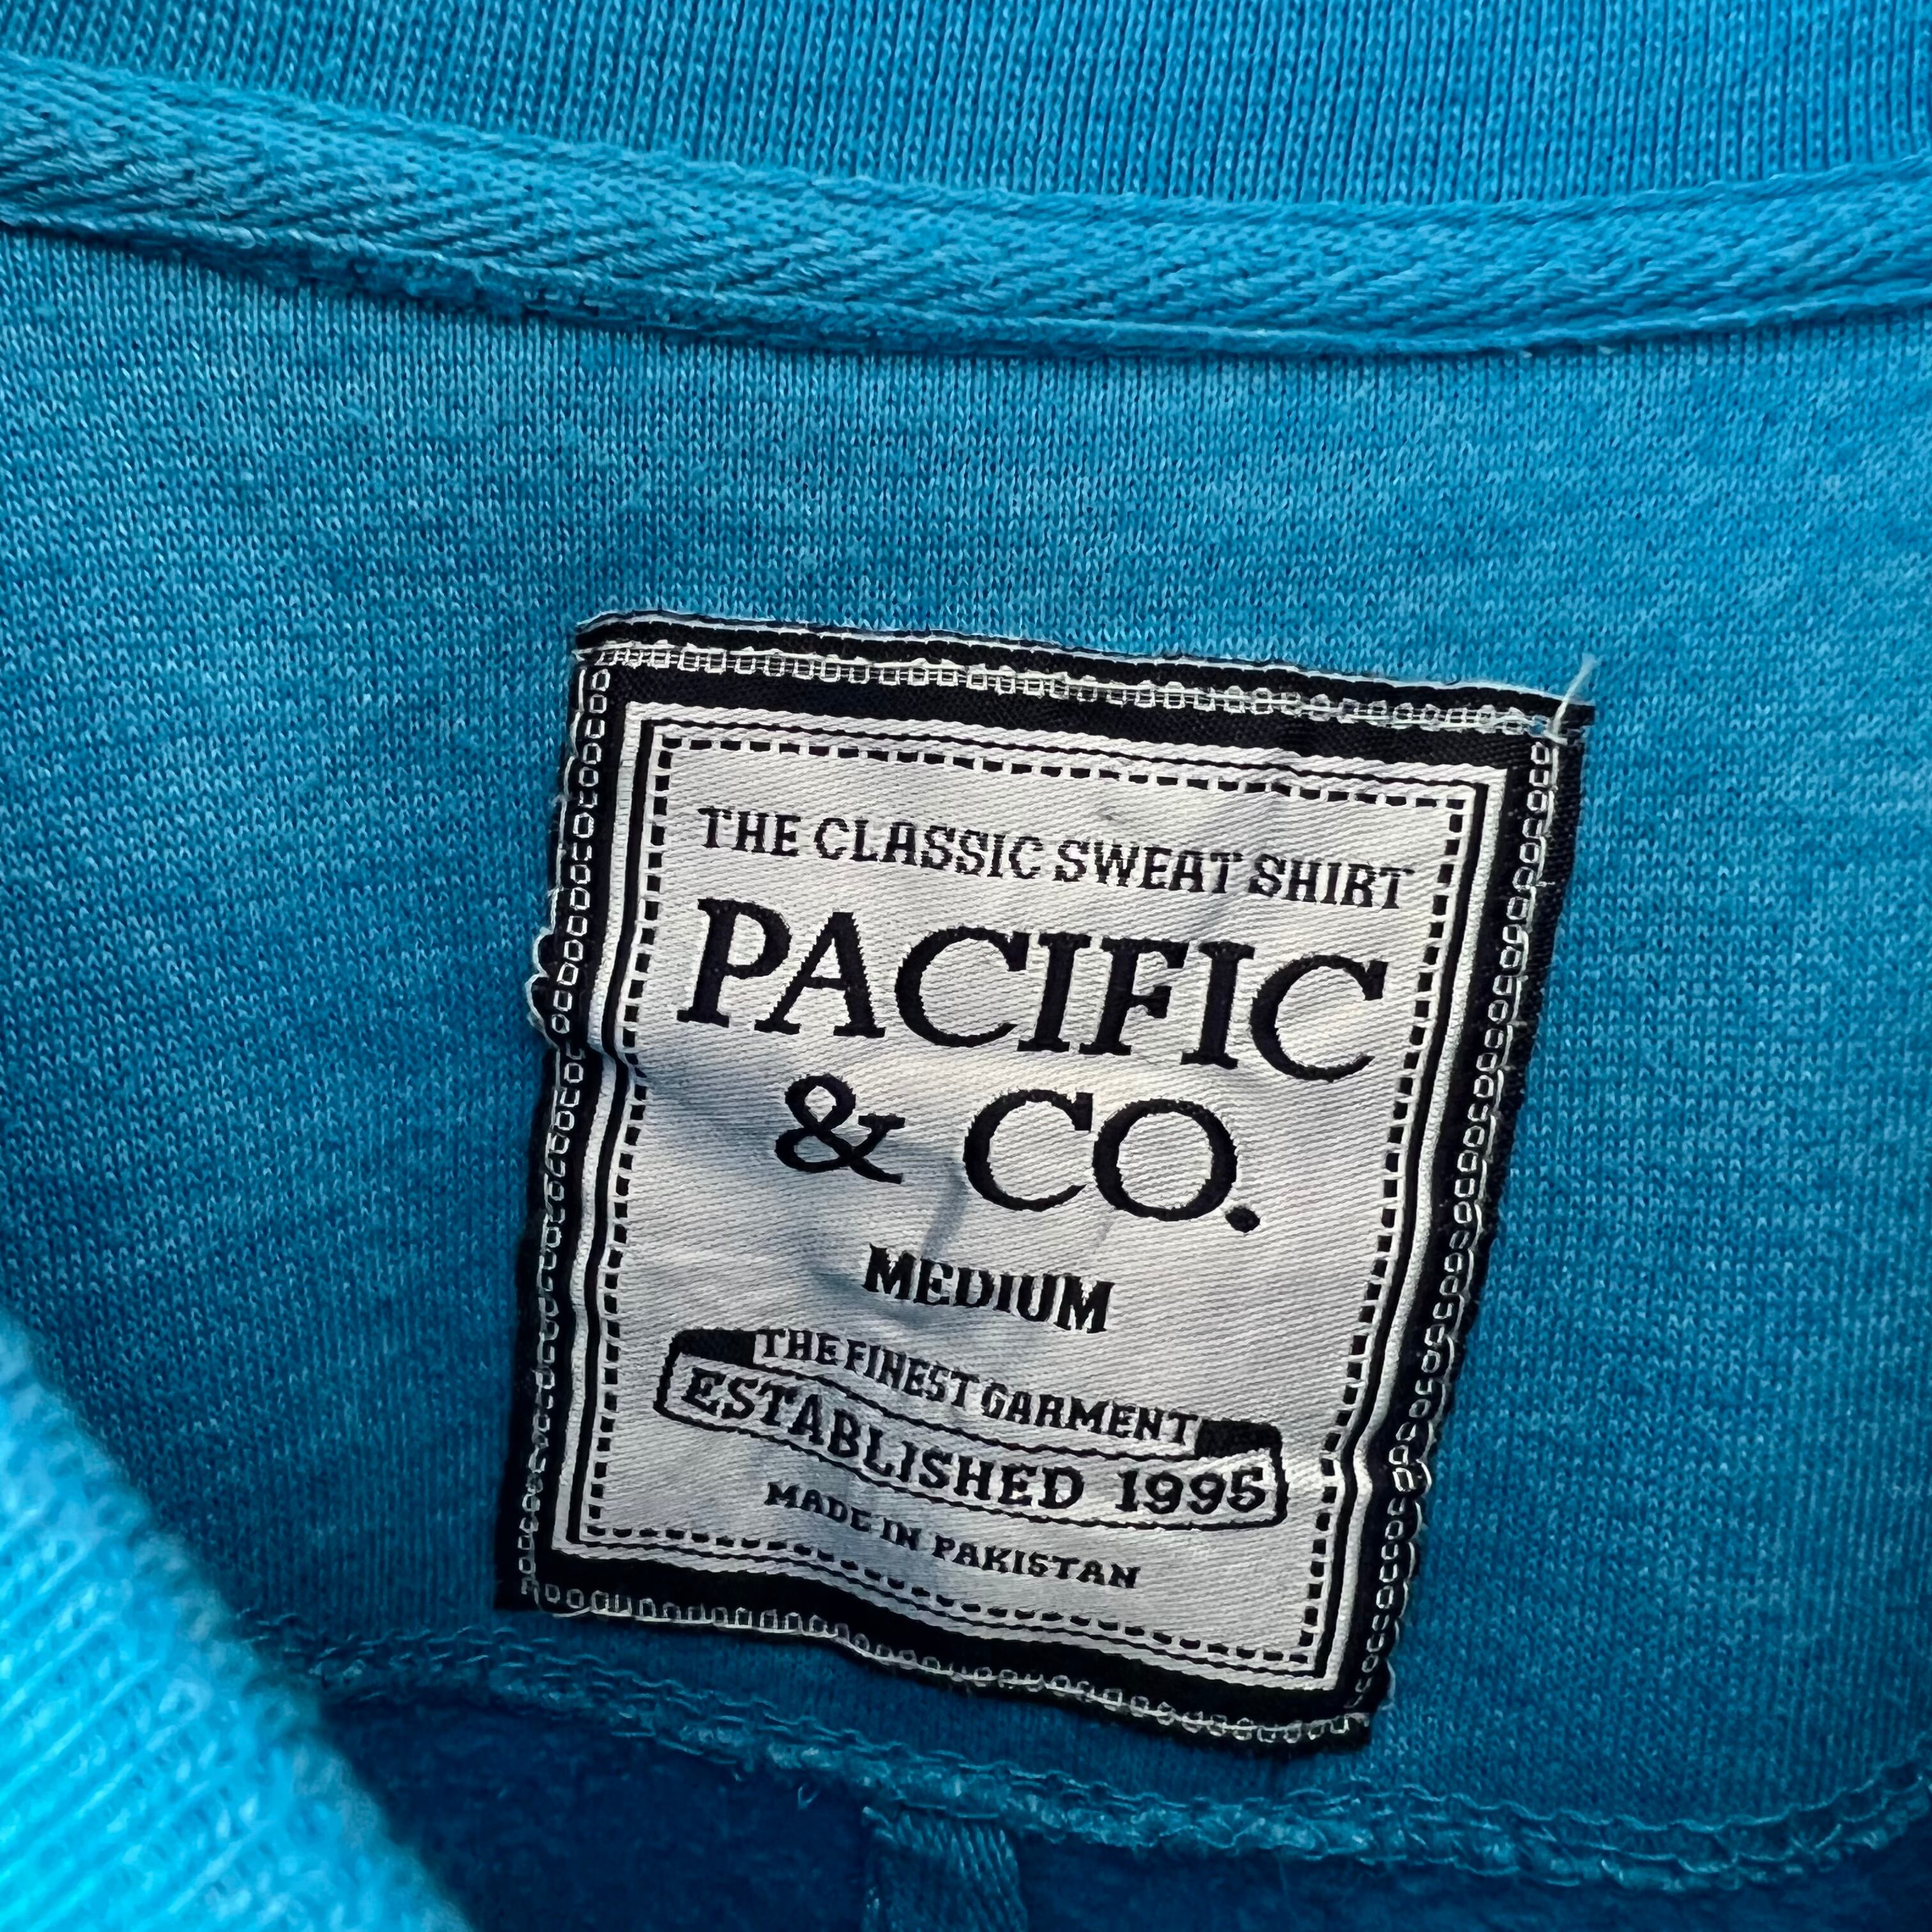 THE CLASSIC SWEAT SHIRT
PACIFIC
& CO.
MEDIUM
THE FINEST GARMENT
ESTABLISHED 1995
MADE IN PAKISTAN